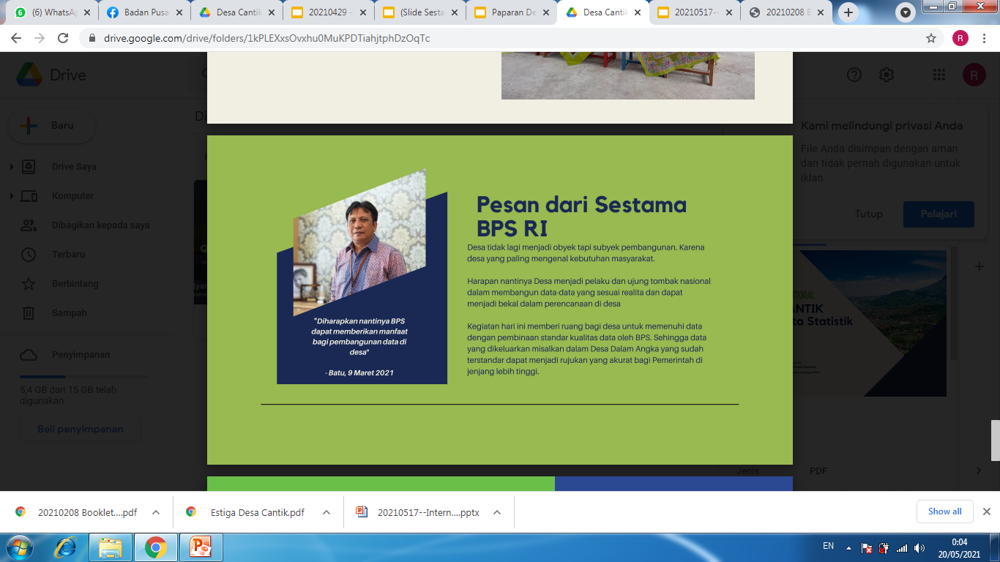 (6) WhatsAp
Badan Pusa
Desa Cantik
20210429 -
(Slide Sesta
Paparan De
Desa Cantik
20210517--
20210208 B
drive.google.com/drive/folders/1kPLEXxsOvxhu0MuKPDTiahjtphDzOqTc
R
Drive
R
Baru
Drive Saya
Komputer
Dibagikan kepada saya
Terbaru
Berbintang
Sampah
Penyimpanan
5,4 GB dari 15 GB telah
digunakan
Beli penyimpanan
Kami melindungi privasi Anda
File Anda disimpan dengan aman
dan tidak pernah digunakan untuk
iklan
Tutup
Pelajari
Pesan dari Sestama
BPS RI
Desa tidak lagi menjadi obyek tapi subyek pembangunan. Karena
desa yang paling mengenal kebutuhan masyarakat.
Harapan nantinya Desa menjadi pelaku dan ujung tombak nasional
dalam membangun data-data yang sesuai realita dan dapat
menjadi bekal dalam perencanaan di desa
Kegiatan hari ini memberi ruang bagi desa untuk memenuhi data
dengan pembinaan standar kualitas data oleh BPS. Sehingga data
yang dikeluarkan misalkan dalam Desa Dalam Angka yang sudah
terstandar dapat menjadi rujukan yang akurat bagi Pemerintah di
jenjang lebih tinggi.
"Diharapkan nantinya BPS
dapat memberikan manfaat
bagi pembangunan data di
desa"
- Batu, 9 Maret 2021
TORAL
ANTIK
ta Statistik
Jenis
PDF
20210208 Booklet....pdf
Estiga Desa Cantik.pdf
20210517--Intern....pptx
Show all
EN
0:04
20/05/2021